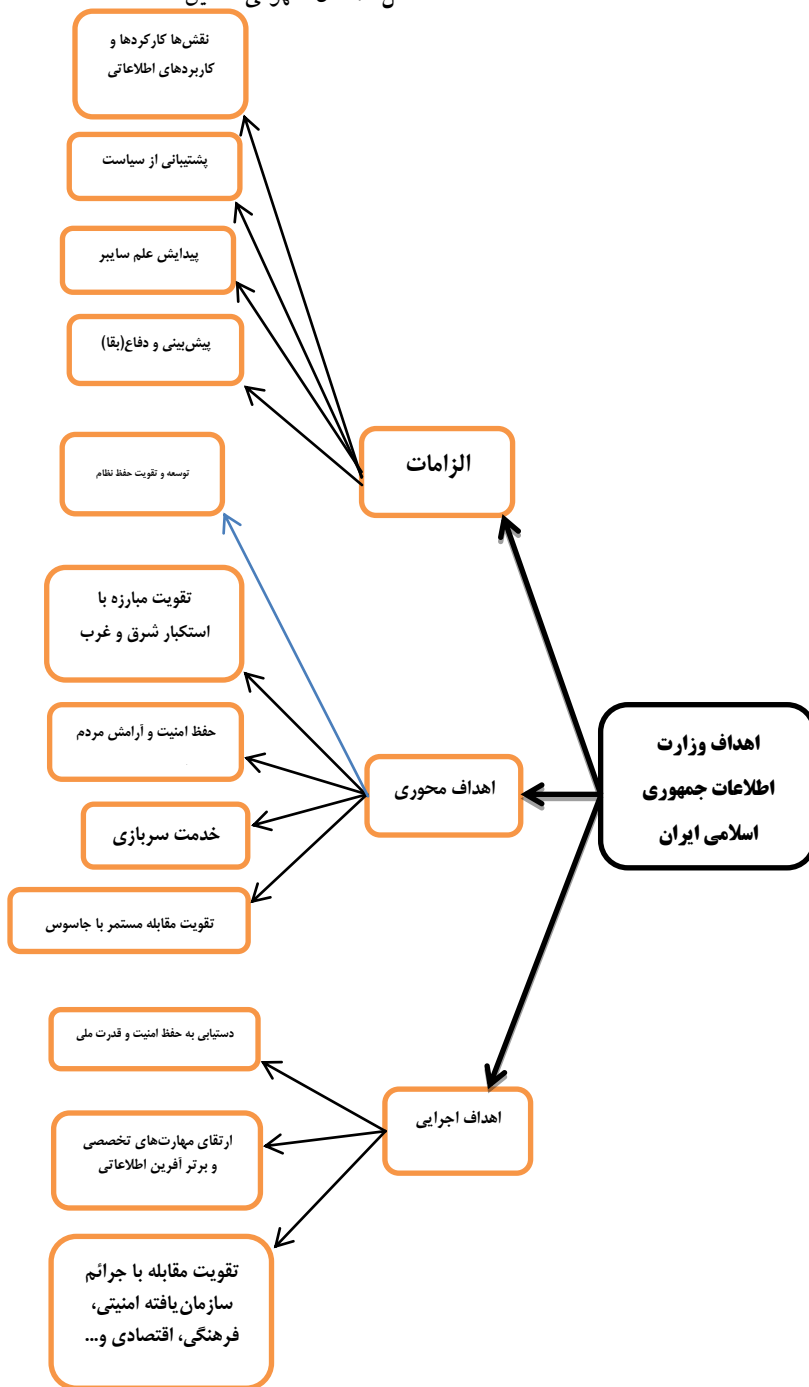 نقش‌ها کارکردها و
کاربردهای اطلاعاتی
پشتیبانی از سیاست
پیدایش علم سایبر
پیش‌بینی و دفاع(بقا)
الزامات
توسعه و تقویت حفظ نظام
تقویت مبارزه با
استکبار شرق و غرب
حفظ امنیت و آرامش مردم
خدمت سربازی
تقویت مقابله مستمر با جاسوس
اهداف محوری
اهداف وزارت
اطلاعات جمهوری
اسلامی ایران
دستیابی به حفظ امنیت و قدرت ملی
ارتقای مهارت‌های تخصصی
و برتر آفرین اطلاعاتی
تقویت مقابله با جرائم
سازمان‌یافته امنیتی،
فرهنگی، اقتصادی و...
اهداف اجرایی